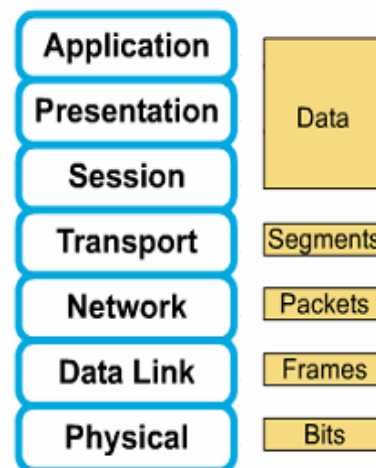 Application
Presentation
Data
Session
Transport
Segments
Network
Packets
Data Link
Frames
Physical
Bits